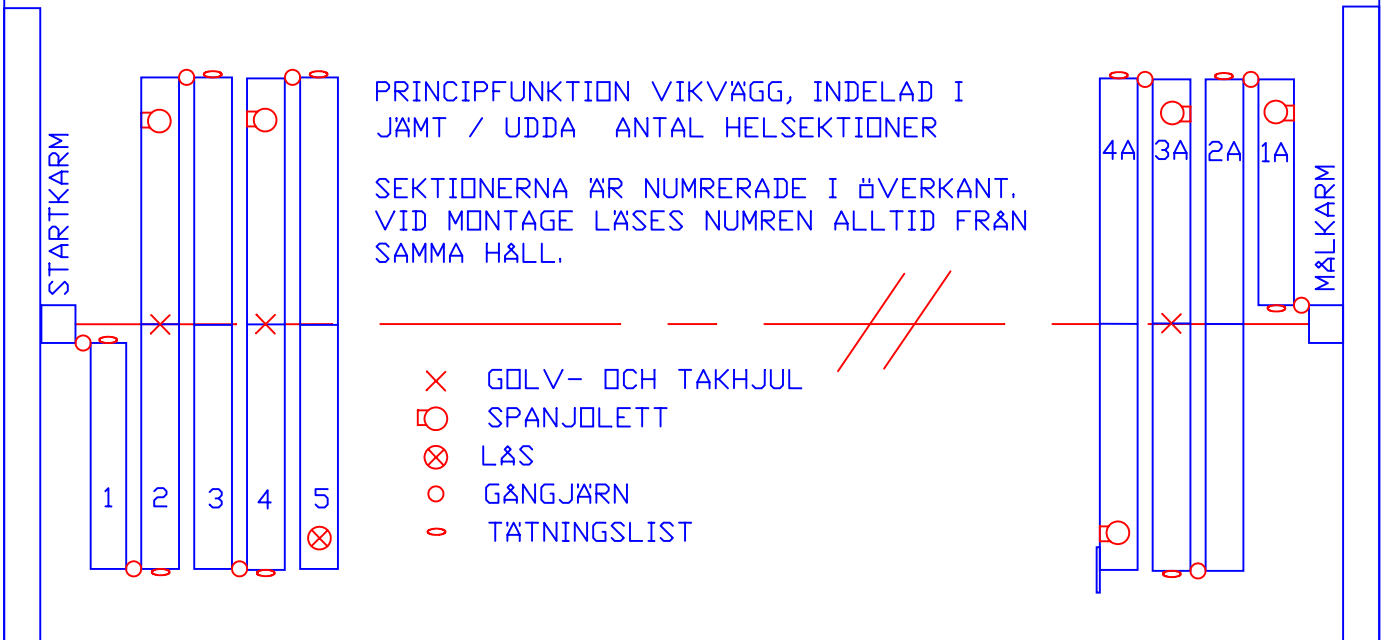 PRINCIPFUNKTION VIKVÄGG, INDELAD I
JÄMT / UDDA ANTAL HELSEKTIONER
SEKTIONERNA ÄR NUMRERADE I ÖVERKANT.
VID MONTAGE LÄSES NUMREN ALLTID FRÅN
SAMMA HÅLL.
STARTKARM
MÅLKARM
4A 3A 2A 1A
GOLV- OCH TAKHJUL
SPANJOLETT
LÅS
GÅNGJÄRN
TÄTNINGSLIST
1 2 3 4 5